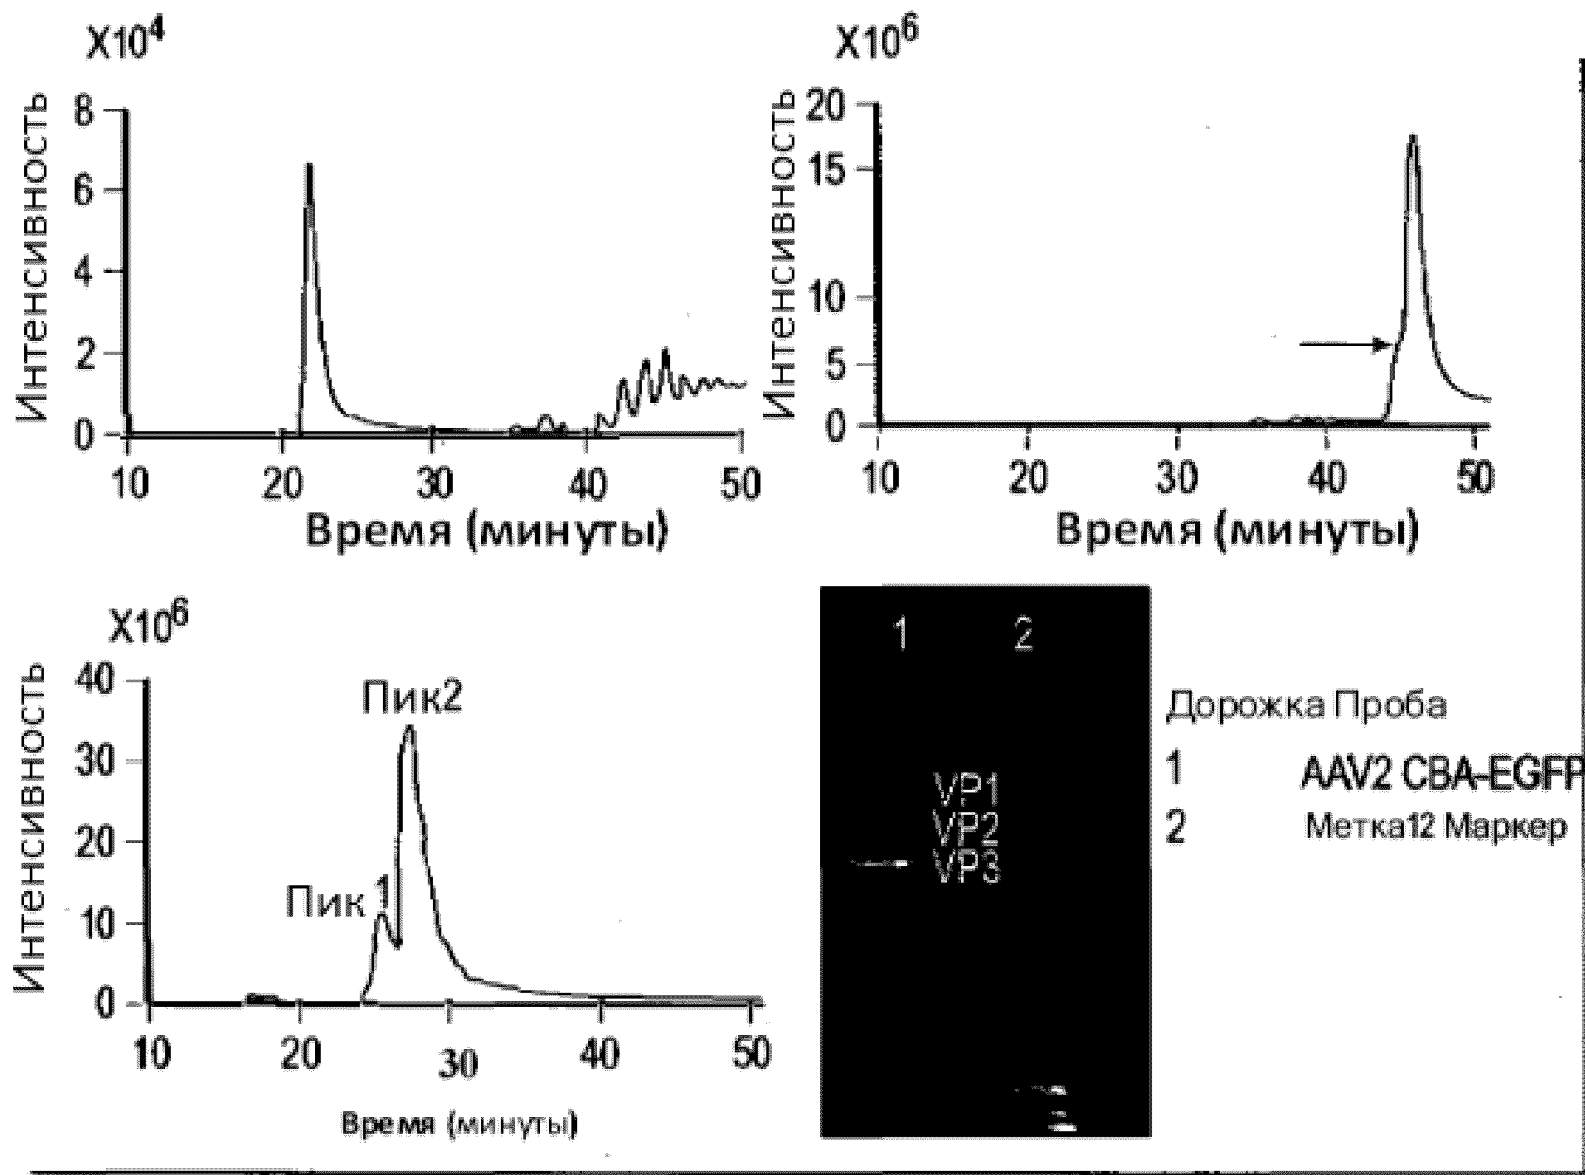 X10⁴
Интенсивность
8
6
4
2
0
10 20 30 40 50
Время (минуты)
X10⁶
Интенсивность
20
15
10
5
0
10 20 30 40 50
Время (минуты)
X10⁶
Интенсивность
40
30
20
10
0
Пик2
Пик 1
10 20 30 40 50
Время (минуты)
1 2
VP1
VP2
VP3
Дорожка Проба
1 AAV2 CBA-EGFP
2 Метка12 Маркер